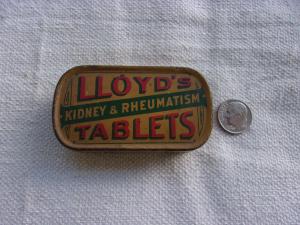 LLOYD'S
KIDNEY & RHEUMATISM
TABLETS